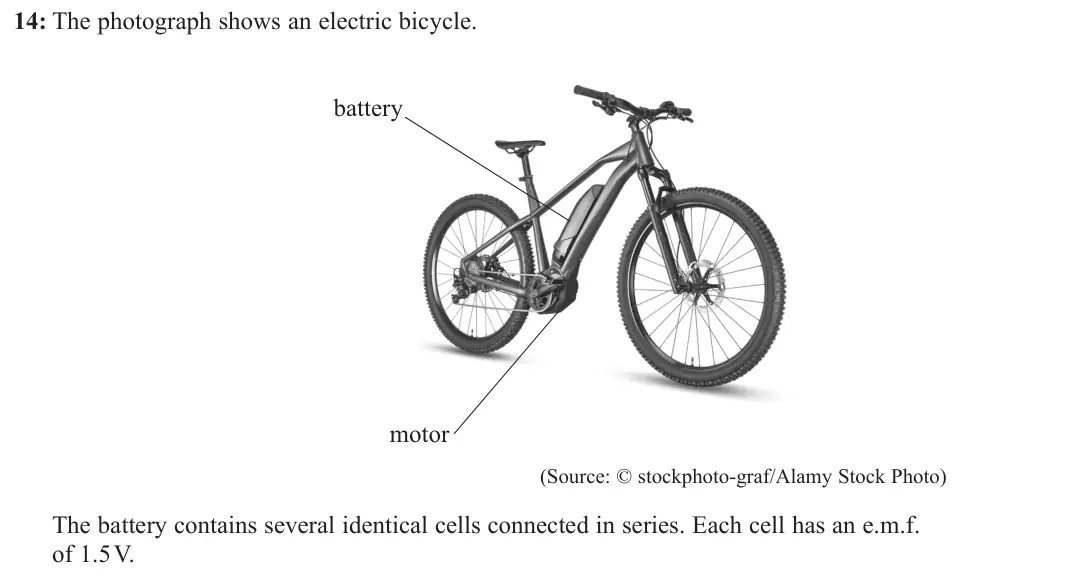 14: The photograph shows an electric bicycle.
battery
motor
(Source: © stockphoto-graf/Alamy Stock Photo)
The battery contains several identical cells connected in series. Each cell has an e.m.f.
of 1.5 V.